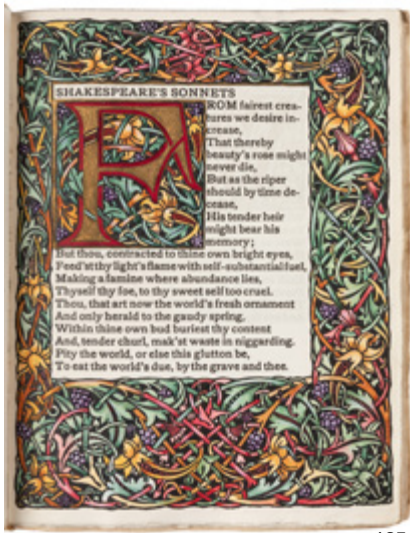 SHAKESPEARE'S SONNETS
FROM fairest crea-
tures we desire in-
crease,
That thereby
beauty's rose might
never die,
But as the riper
should by time de-
cease,
His tender heir
might bear his
memory;
But thou, contracted to thine own bright eyes,
Feed'st thy light's flame with self-substantial fuel,
Making a famine where abundance lies,
Thyself thy foe, to thy sweet self too cruel.
Thou, that art now the world's fresh ornament
And only herald to the gaudy spring,
Within thine own bud buriest thy content
And, tender churl, mak'st waste in niggarding.
Pity the world, or else this glutton be,
To eat the world's due, by the grave and thee.